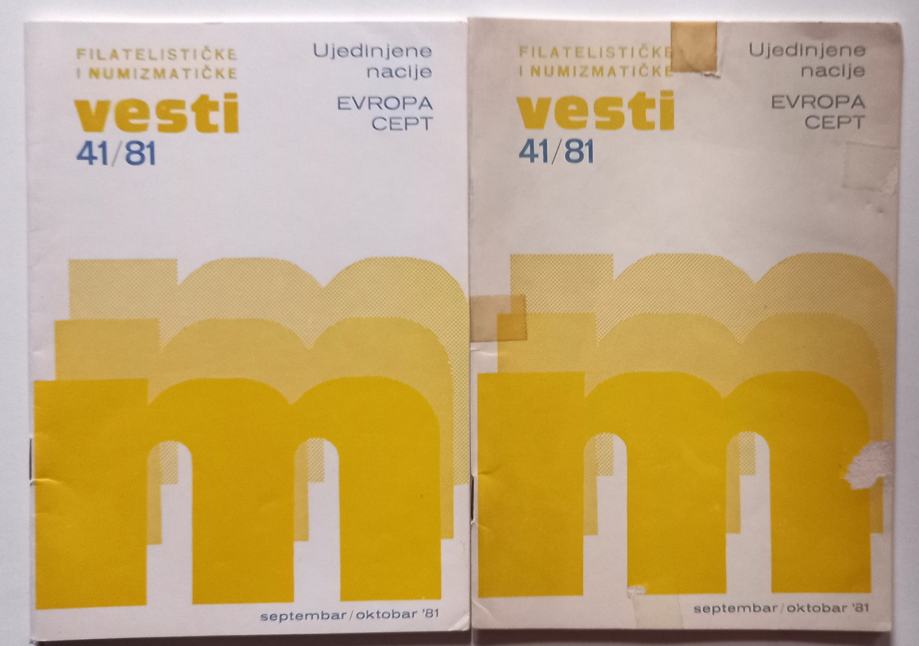 FILATELISTIČKE
I NUMIZMATIČKE
vesti
41/81
Ujedinjene
nacije
EVROPA
CEPT
m
septembar/oktobar '81
FILATELISTIČKE
I NUMIZMATIČKE
vesti
41/81
Ujedinjene
nacije
EVROPA
CEPT
m
septembar/oktobar '81